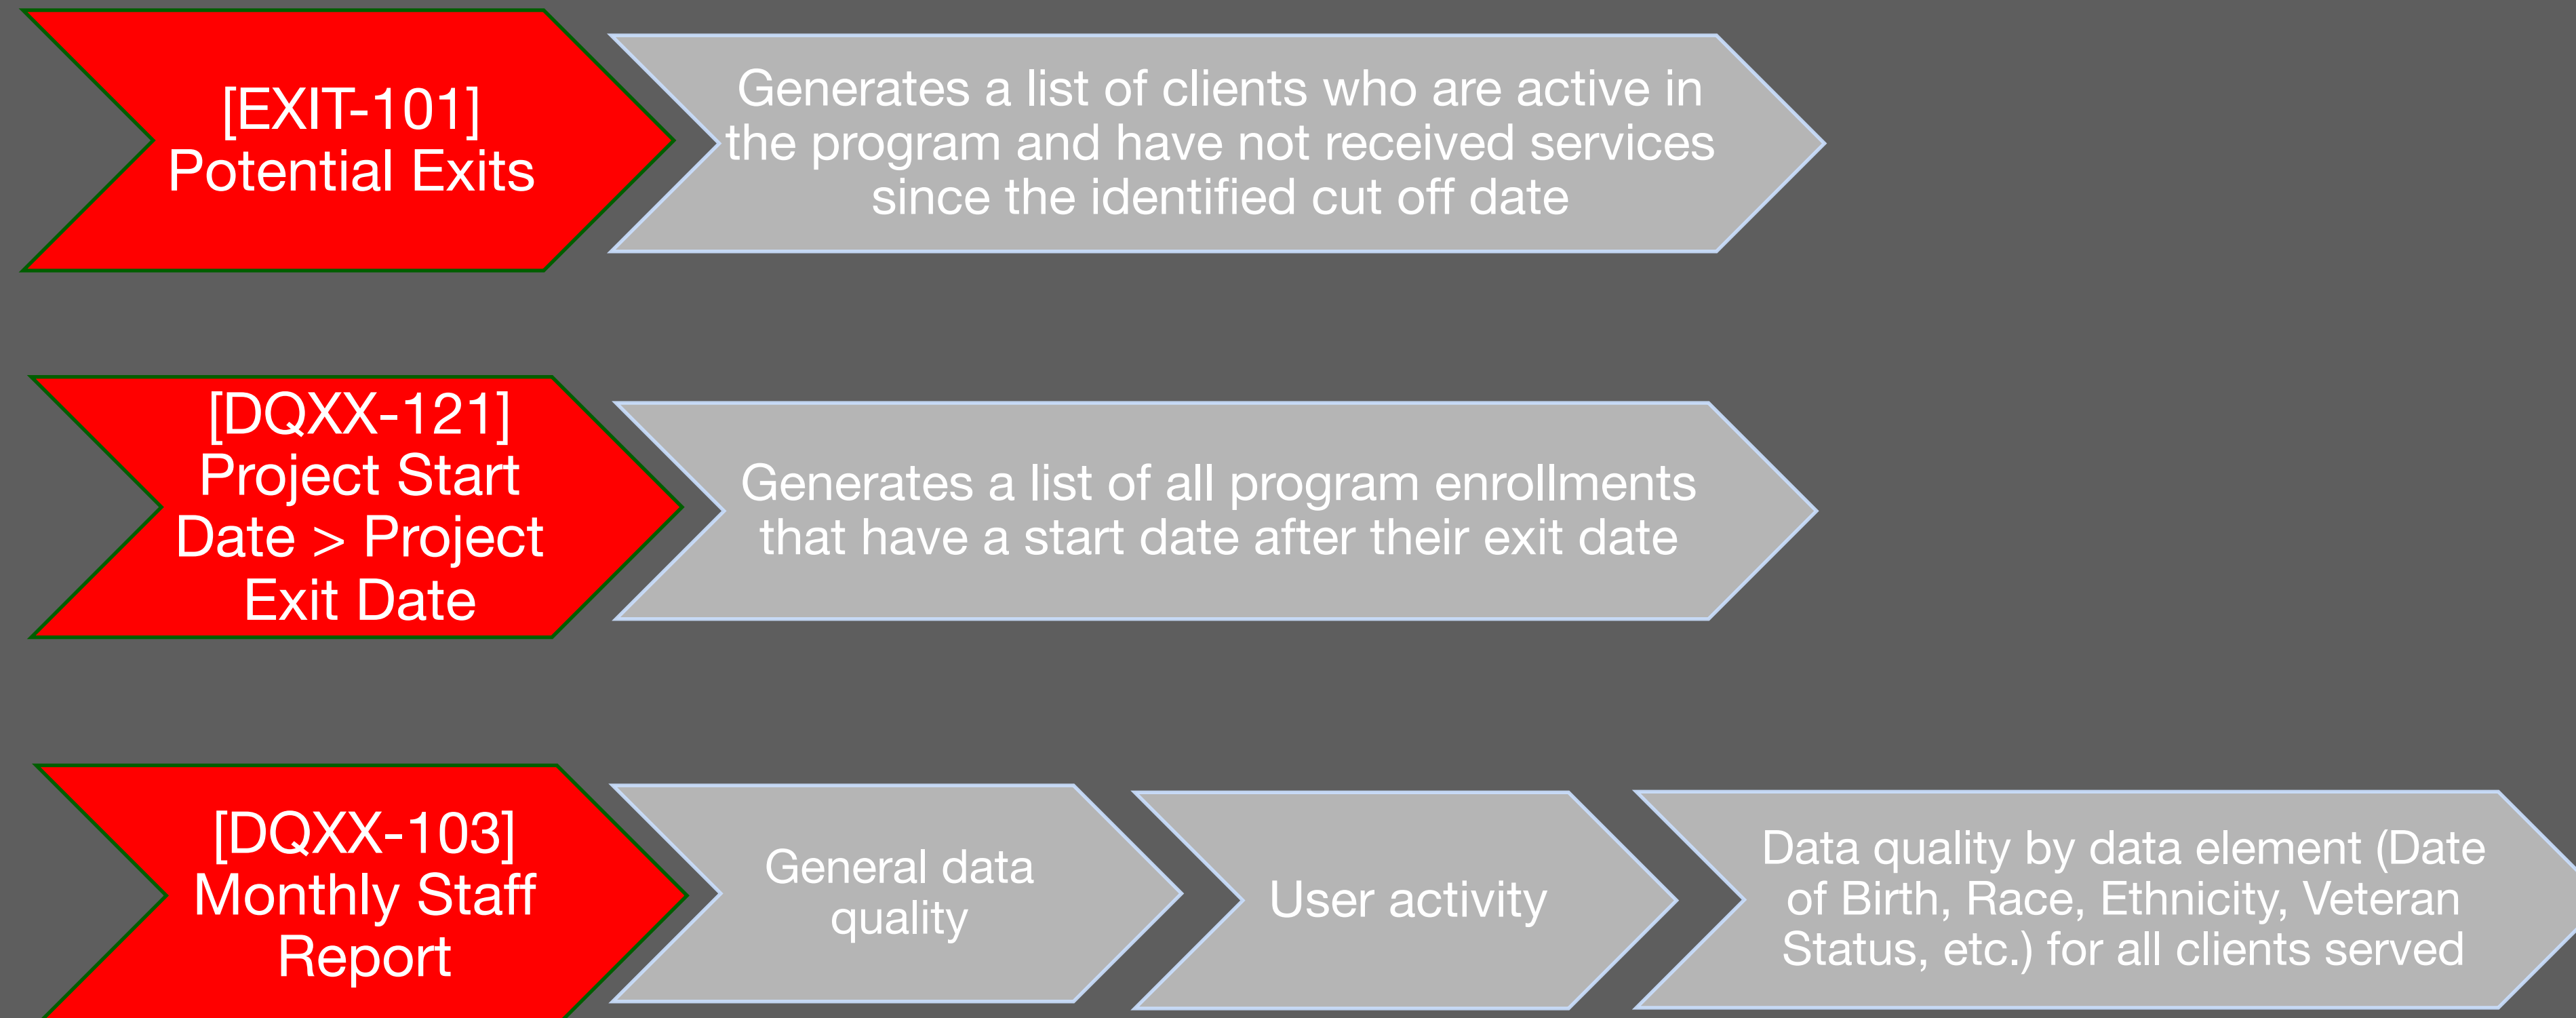 [EXIT-101]
Potential Exits
Generates a list of clients who are active in
the program and have not received services
since the identified cut off date
[DQXX-121]
Project Start
Date > Project
Exit Date
Generates a list of all program enrollments
that have a start date after their exit date
[DQXX-103]
Monthly Staff
Report
General data
quality
User activity
Data quality by data element (Date
of Birth, Race, Ethnicity, Veteran
Status, etc.) for all clients served